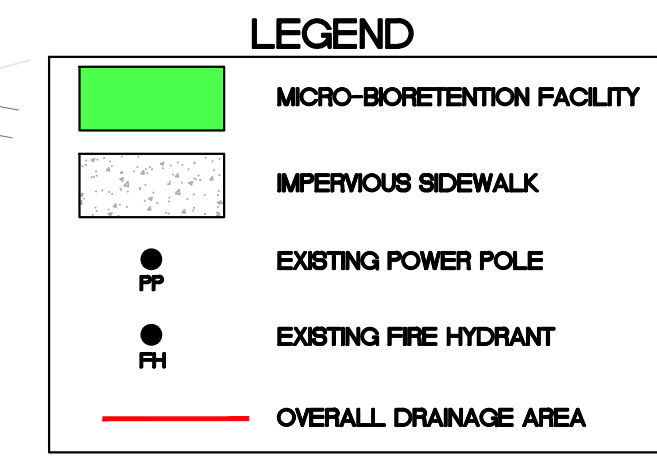 LEGEND
MICRO-BIORETENTION FACILITY
IMPERVIOUS SIDEWALK
PP EXISTING POWER POLE
FH EXISTING FIRE HYDRANT
OVERALL DRAINAGE AREA